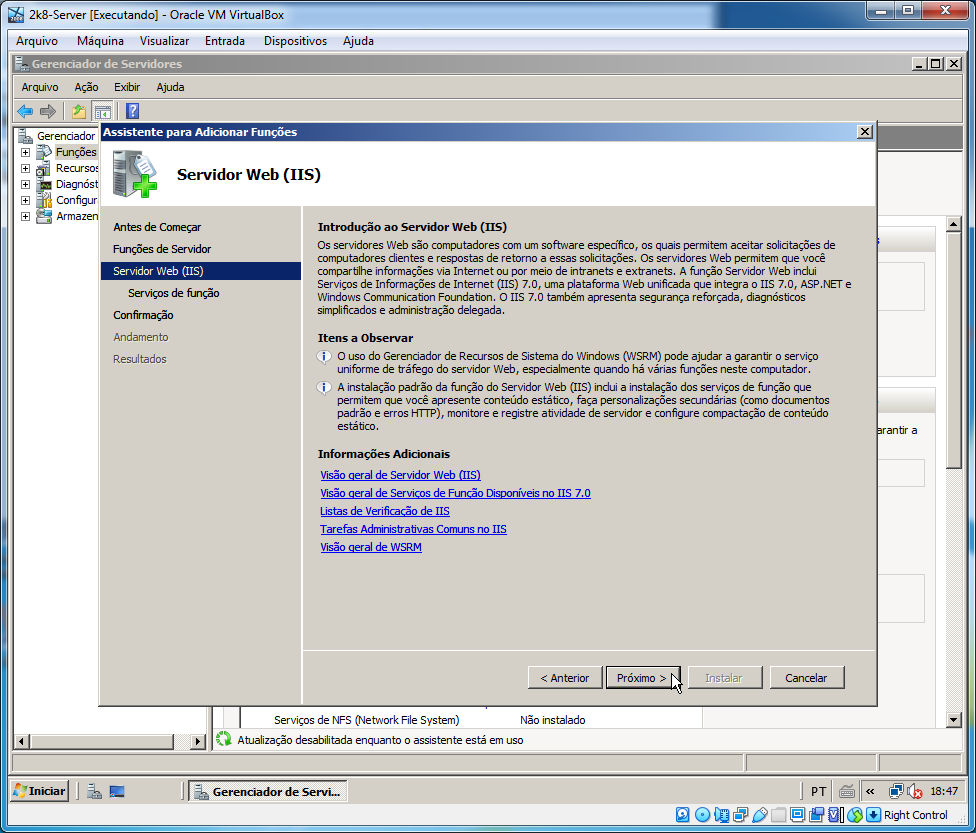 2k8-Server [Executando] - Oracle VM VirtualBox
Arquivo Máquina Visualizar Entrada Dispositivos Ajuda
Gerenciador de Servidores
Arquivo Ação Exibir Ajuda
Gerenciador
Funções
Recursos
Diagnóst
Configur
Armazen
Assistente para Adicionar Funções
Servidor Web (IIS)
Antes de Começar
Funções de Servidor
Servidor Web (IIS)
Serviços de função
Confirmação
Andamento
Resultados
Introdução ao Servidor Web (IIS)
Os servidores Web são computadores com um software específico, os quais permitem aceitar solicitações de
computadores clientes e respostas de retorno a essas solicitações. Os servidores Web permitem que você
compartilhe informações via Internet ou por meio de intranets e extranets. A função Servidor Web inclui
Serviços de Informações de Internet (IIS) 7.0, uma plataforma Web unificada que integra o IIS 7.0, ASP.NET e
Windows Communication Foundation. O IIS 7.0 também apresenta segurança reforçada, diagnósticos
simplificados e administração delegada.
Itens a Observar
O uso do Gerenciador de Recursos de Sistema do Windows (WSRM) pode ajudar a garantir o serviço
uniforme de tráfego do servidor Web, especialmente quando há várias funções neste computador.
A instalação padrão da função do Servidor Web (IIS) inclui a instalação dos serviços de função que
permitem que você apresente conteúdo estático, faça personalizações secundárias (como documentos
padrão e erros HTTP), monitore e registre atividade de servidor e configure compactação de conteúdo
estático.
Informações Adicionais
Visão geral de Servidor Web (IIS)
Visão geral de Serviços de Função Disponíveis no IIS 7.0
Listas de Verificação de IIS
Tarefas Administrativas Comuns no IIS
Visão geral de WSRM
arantir a
< Anterior Próximo > Instalar Cancelar
Serviços de NFS (Network File System) Não instalado
Atualização desabilitada enquanto o assistente está em uso
Iniciar Gerenciador de Servi... PT « 18:47
Right Control